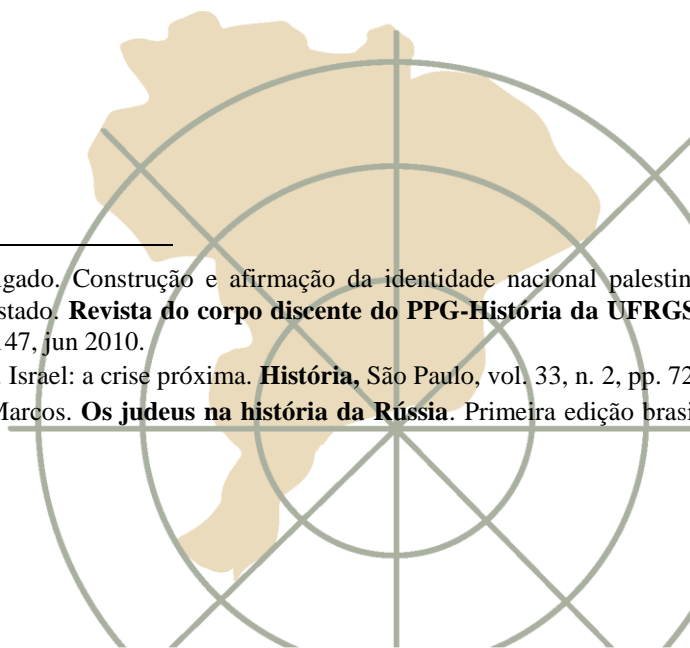 lgado. Construção e afirmação da identidade nacional palestin
stado. Revista do corpo discente do PPG-História da UFRGS
147, jun 2010.
. Israel: a crise próxima. História, São Paulo, vol. 33, n. 2, pp. 72
Marcos. Os judeus na história da Rússia. Primeira edição brasi